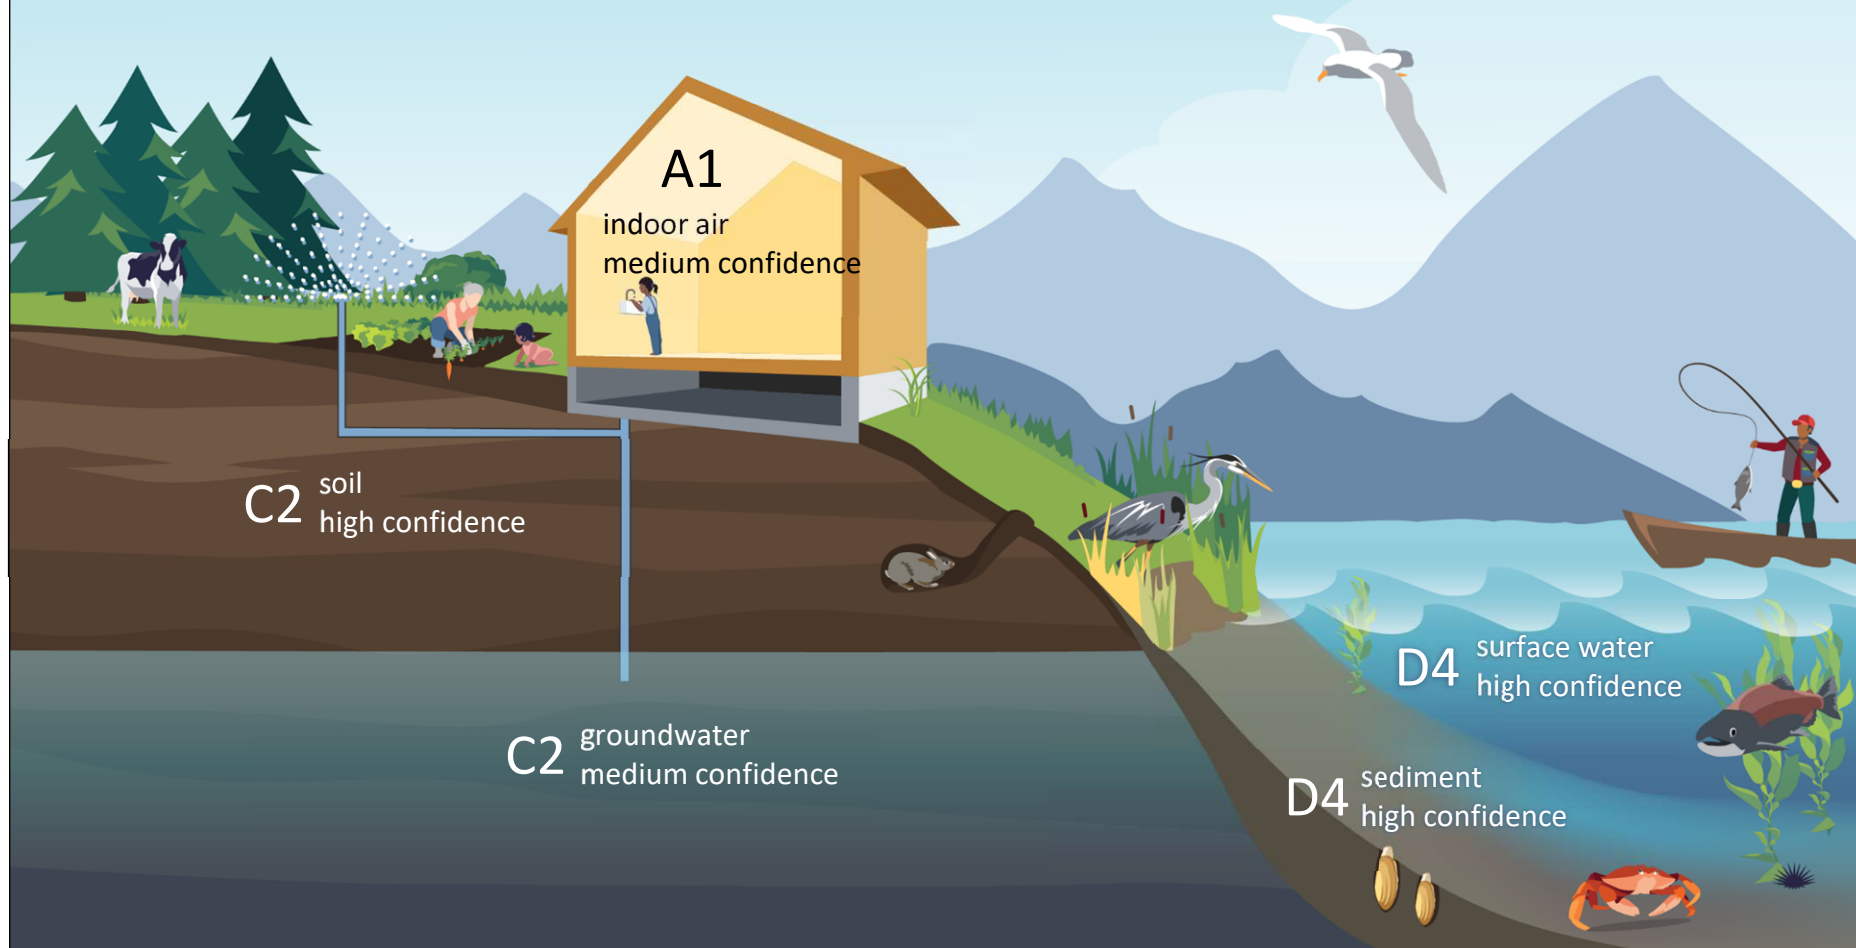 A1
indoor air
medium confidence
C2
soil
high confidence
D4
surface water
high confidence
C2
groundwater
medium confidence
D4
sediment
high confidence